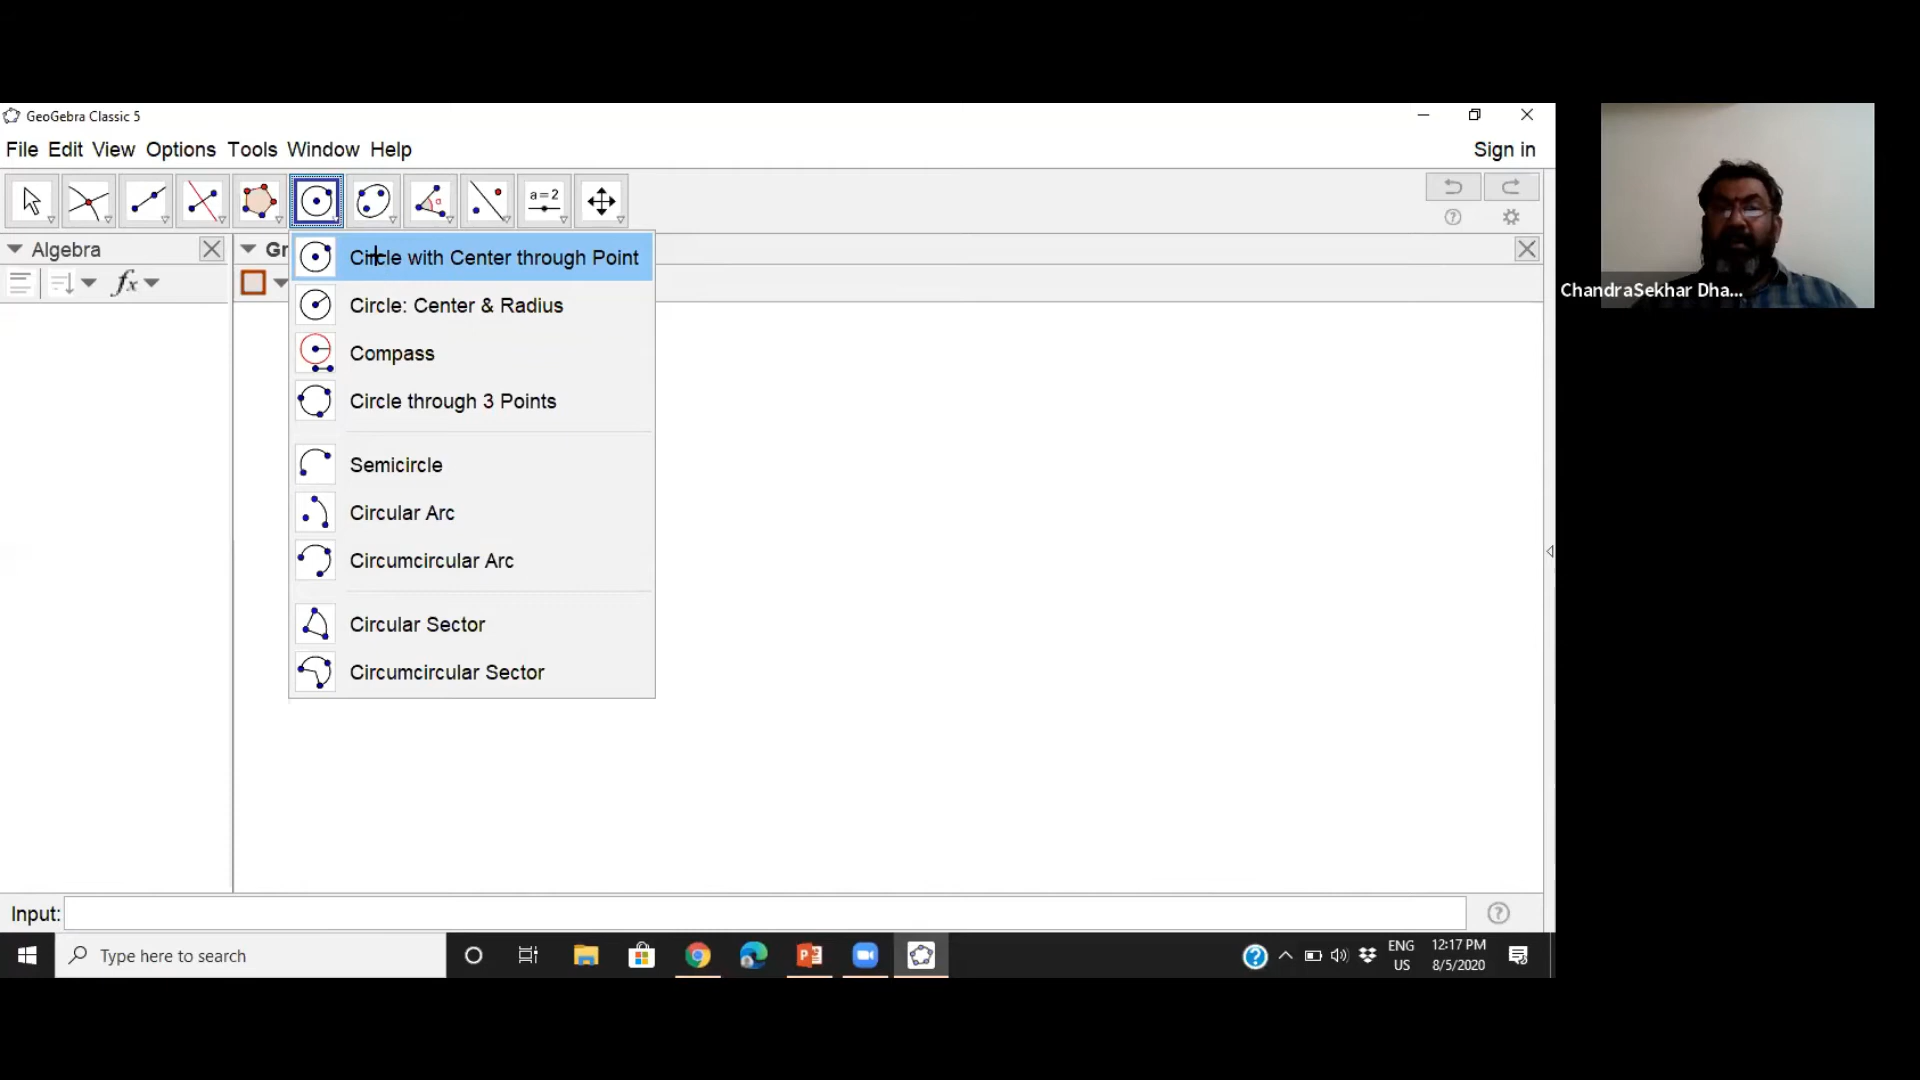 GeoGebra Classic 5
File Edit View Options Tools Window Help
Sign in
a=2
Algebra
Gr
fx
Circle with Center through Point
Circle: Center & Radius
Compass
Circle through 3 Points
Semicircle
Circular Arc
Circumcircular Arc
Circular Sector
Circumcircular Sector
ChandraSekhar Dha...
Input:
Type here to search
ENG
US
12:17 PM
8/5/2020